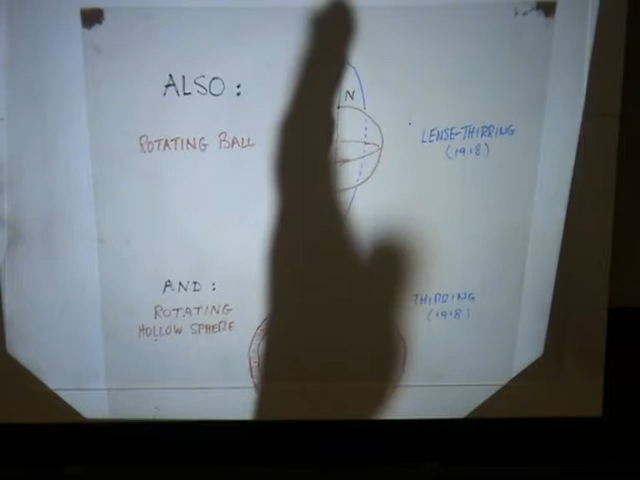 ALSO:
N
ROTATING BALL
LENSE-THIRRING
(1918)
AND:
ROTATING
HOLLOW SPHERE
THIRRING
(1918)